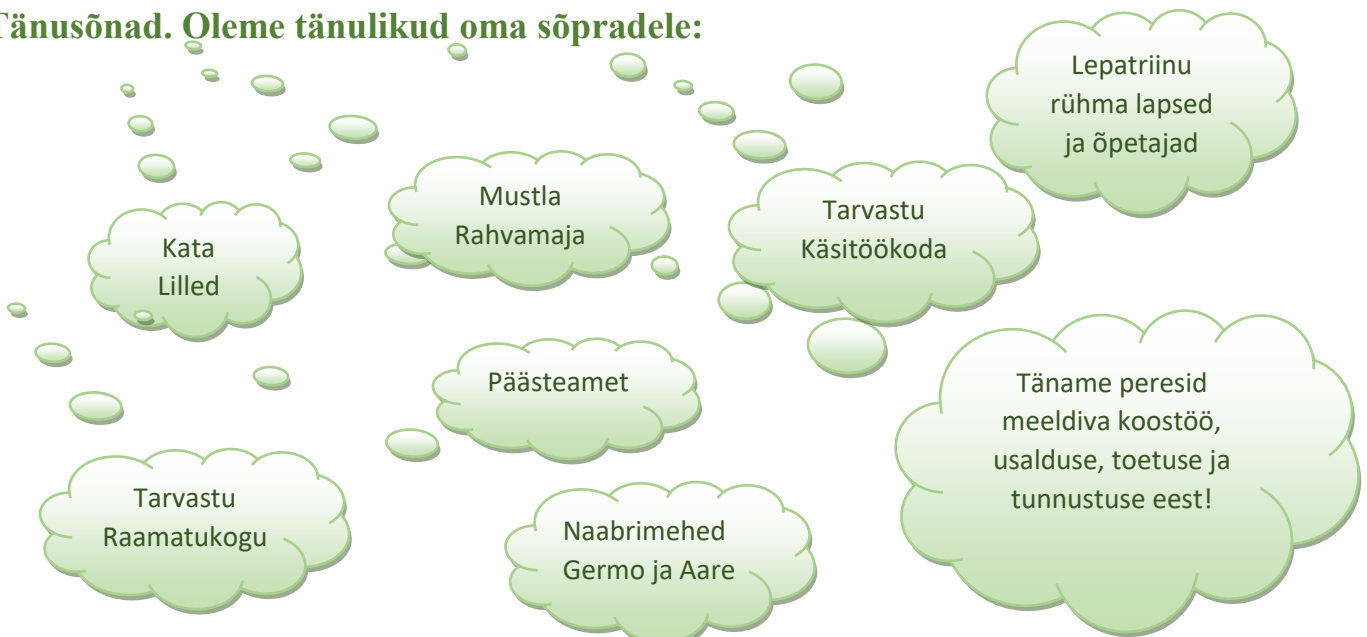 Tänusõnad. Oleme tänulikud oma sõpradele:
Lepatriinu
rühma lapsed
ja õpetajad
Mustla
Rahvamaja
Tarvastu
Käsitöökoda
Kata
Lilled
Päästeamet
Täname peresid
meeldiva koostöö,
usalduse, toetuse ja
tunnustuse eest!
Tarvastu
Raamatukogu
Naabrimehed
Germo ja Aare